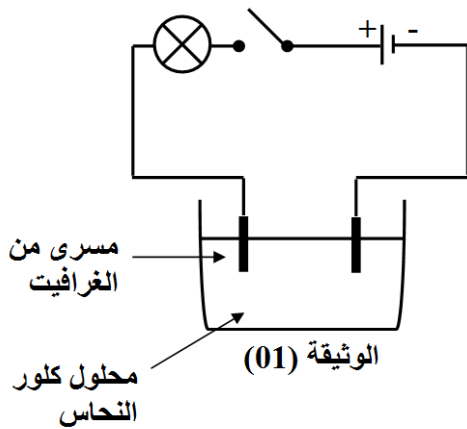 + -
مسرى من
الغرافيت
الوثيقة (01)
محلول كلور
النحاس